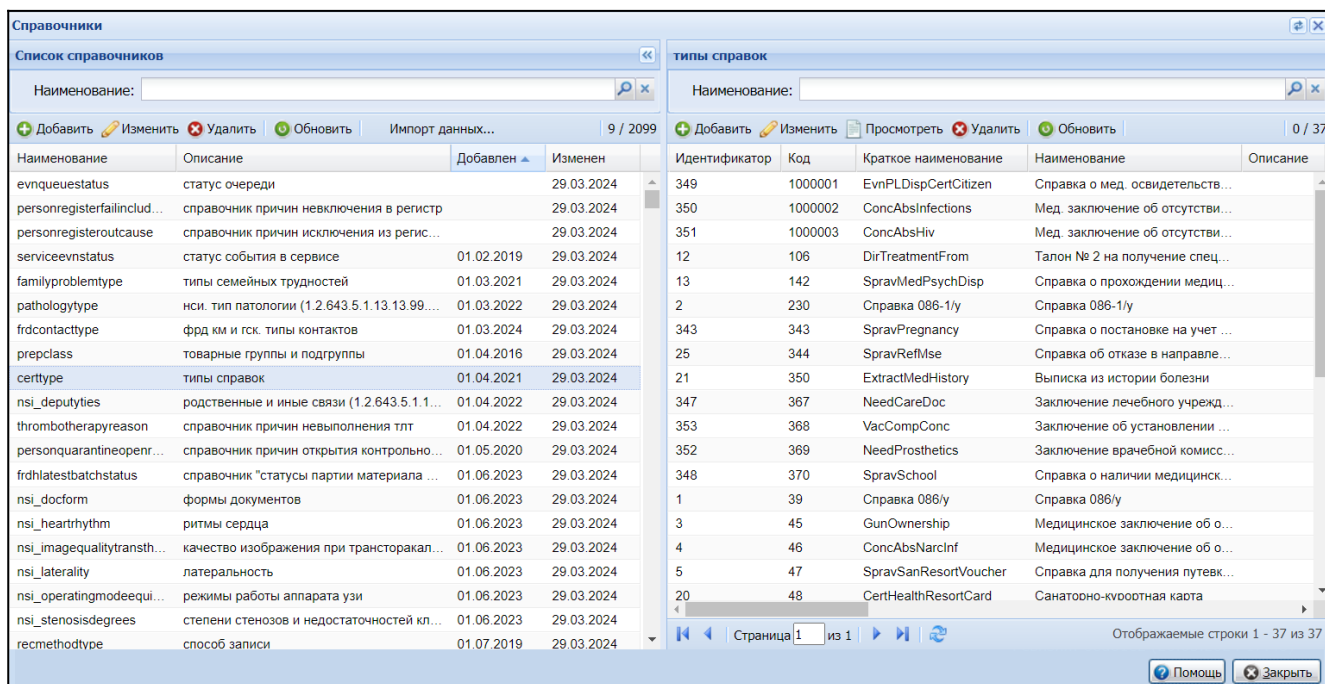 Справочники
Список справочников
Наименование:
Добавить Изменить Удалить Обновить Импорт данных... 9 / 2099
Наименование Описание Добавлен Изменен
evnqueuestatus статус очереди 29.03.2024
personregisterfailinclud... справочник причин невключения в регистр 29.03.2024
personregisteroutcause справочник причин исключения из регис... 29.03.2024
serviceevnstatus статус события в сервисе 01.02.2019 29.03.2024
familyproblemtype типы семейных трудностей 01.03.2021 29.03.2024
pathologytype нси. тип патологии (1.2.643.5.1.13.13.99.... 01.03.2022 29.03.2024
frdcontacttype фрд км и гск. типы контактов 01.03.2024 29.03.2024
prepclass товарные группы и подгруппы 01.04.2016 29.03.2024
certtype типы справок 01.04.2021 29.03.2024
nsi_deputyties родственные и иные связи (1.2.643.5.1.1... 01.04.2022 29.03.2024
thrombotherapyreason справочник причин невыполнения тлт 01.04.2022 29.03.2024
personquarantineopenr... справочник причин открытия контрольно... 01.05.2020 29.03.2024
frdhlatestbatchstatus справочник "статусы партии материала ... 01.06.2023 29.03.2024
nsi_docform формы документов 01.06.2023 29.03.2024
nsi_heartrhythm ритмы сердца 01.06.2023 29.03.2024
nsi_imagequalitytransth... качество изображения при трансторакал... 01.06.2023 29.03.2024
nsi_laterality латеральность 01.06.2023 29.03.2024
nsi_operatingmodeequi... режимы работы аппарата узи 01.06.2023 29.03.2024
nsi_stenosisdegrees степени стенозов и недостаточностей кл... 01.06.2023 29.03.2024
recmethodtype способ записи 01.07.2019 29.03.2024
типы справок
Наименование:
Добавить Изменить Просмотреть Удалить Обновить 0 / 37
Идентификатор Код Краткое наименование Наименование Описание
349 1000001 EvnPLDispCertCitizen Справка о мед. освидетельств...
350 1000002 ConcAbsInfections Мед. заключение об отсутстви...
351 1000003 ConcAbsHiv Мед. заключение об отсутстви...
12 106 DirTreatmentFrom Талон № 2 на получение спец...
13 142 SpravMedPsychDisp Справка о прохождении медиц...
2 230 Справка 086-1/у Справка 086-1/у
343 343 SpravPregnancy Справка о постановке на учет ...
25 344 SpravRefMse Справка об отказе в направле...
21 350 ExtractMedHistory Выписка из истории болезни
347 367 NeedCareDoc Заключение лечебного учрежд...
353 368 VacCompConc Заключение об установлении ...
352 369 NeedProsthetics Заключение врачебной комисс...
348 370 SpravSchool Справка о наличии медицинск...
1 39 Справка 086/у Справка 086/у
3 45 GunOwnership Медицинское заключение об о...
4 46 ConcAbsNarcInf Медицинское заключение об о...
5 47 SpravSanResortVoucher Справка для получения путевк...
20 48 CertHealthResortCard Санаторно-курортная карта
Страница 1 из 1 Отображаемые строки 1 - 37 из 37
Помощь Закрыть